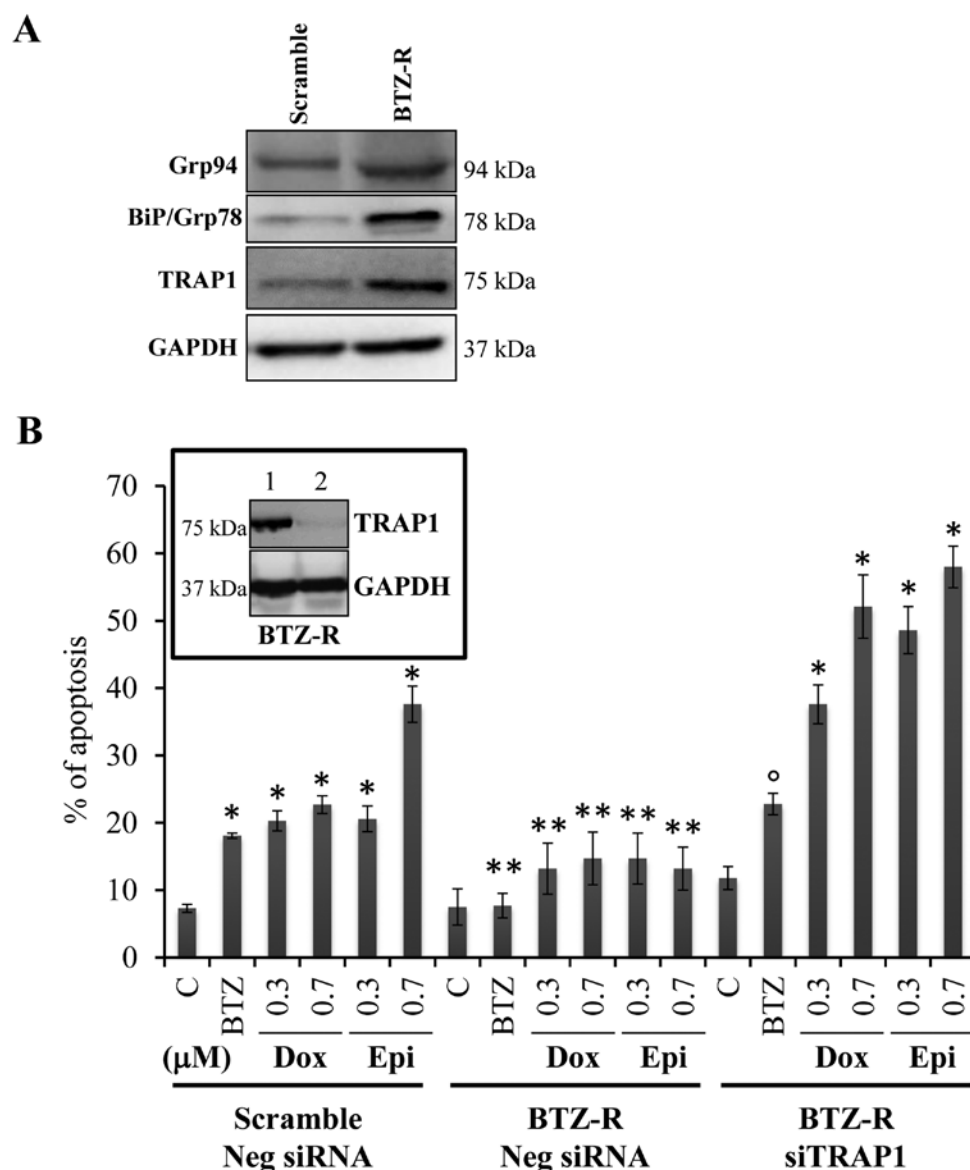 A
Scramble
BTZ-R
Grp94
94 kDa
BiP/Grp78
78 kDa
TRAP1
75 kDa
GAPDH
37 kDa
B
% of apoptosis
70
60
50
40
30
20
10
0
1 2
75 kDa TRAP1
37 kDa GAPDH
BTZ-R
* * * * *
** ** ** ** **
° * * * *
C BTZ 0.3 0.7 0.3 0.7 C BTZ 0.3 0.7 0.3 0.7 C BTZ 0.3 0.7 0.3 0.7
(μM) Dox Epi Dox Epi Dox Epi
Scramble BTZ-R BTZ-R
Neg siRNA Neg siRNA siTRAP1